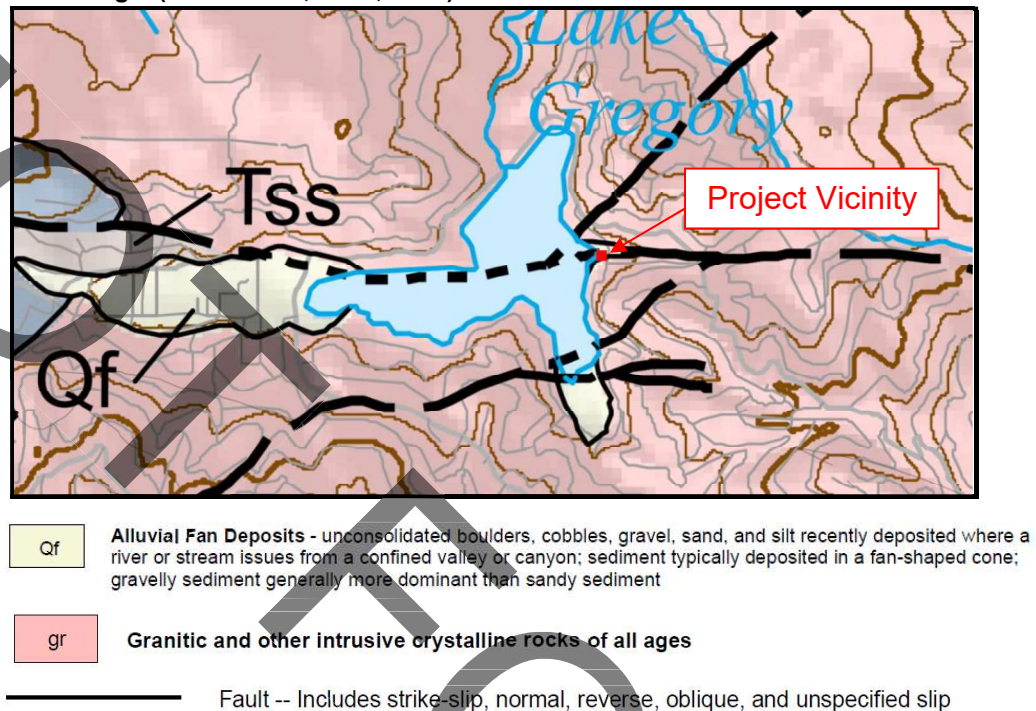 Lake
Gregory
Project Vicinity
Tss
Qf
Qf
Alluvial Fan Deposits - unconsolidated boulders, cobbles, gravel, sand, and silt recently deposited where a
river or stream issues from a confined valley or canyon; sediment typically deposited in a fan-shaped cone;
gravelly sediment generally more dominant than sandy sediment
gr
Granitic and other intrusive crystalline rocks of all ages
Fault -- Includes strike-slip, normal, reverse, oblique, and unspecified slip